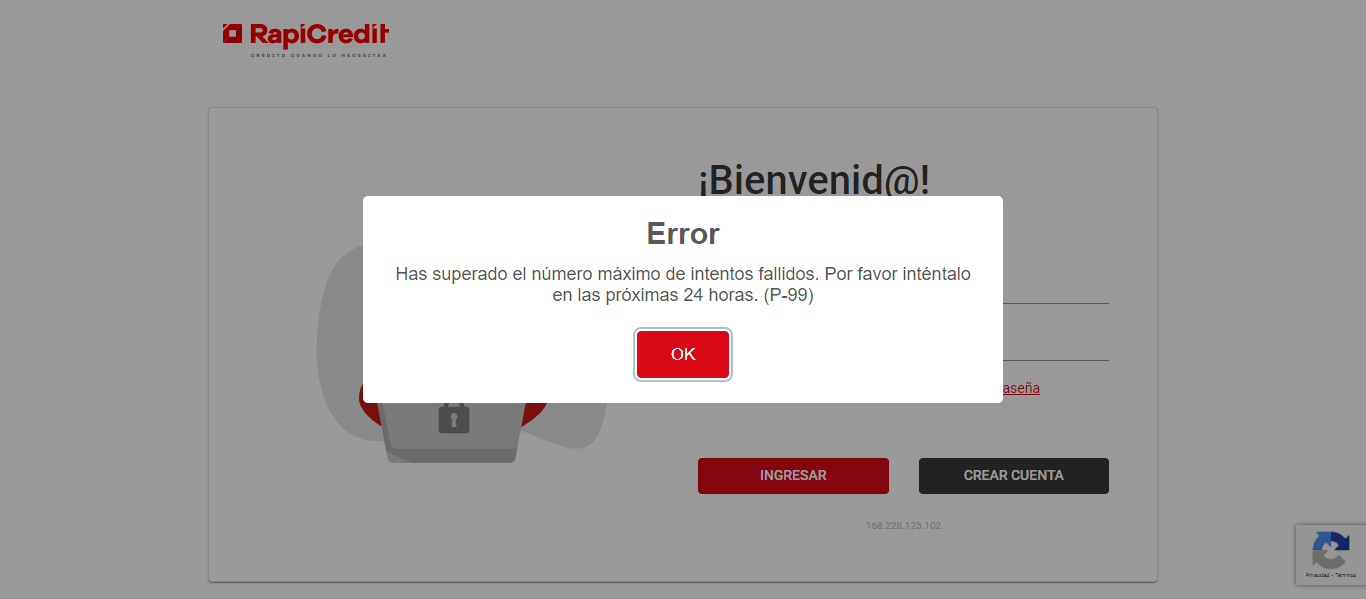 RapiCredit
CRÉDITO CUANDO LO NECESITAS
¡Bienvenid@!
Error
Has superado el número máximo de intentos fallidos. Por favor inténtalo
en las próximas 24 horas. (P-99)
OK
aseña
INGRESAR
CREAR CUENTA
168.228.125.102
Privacidad - Términos